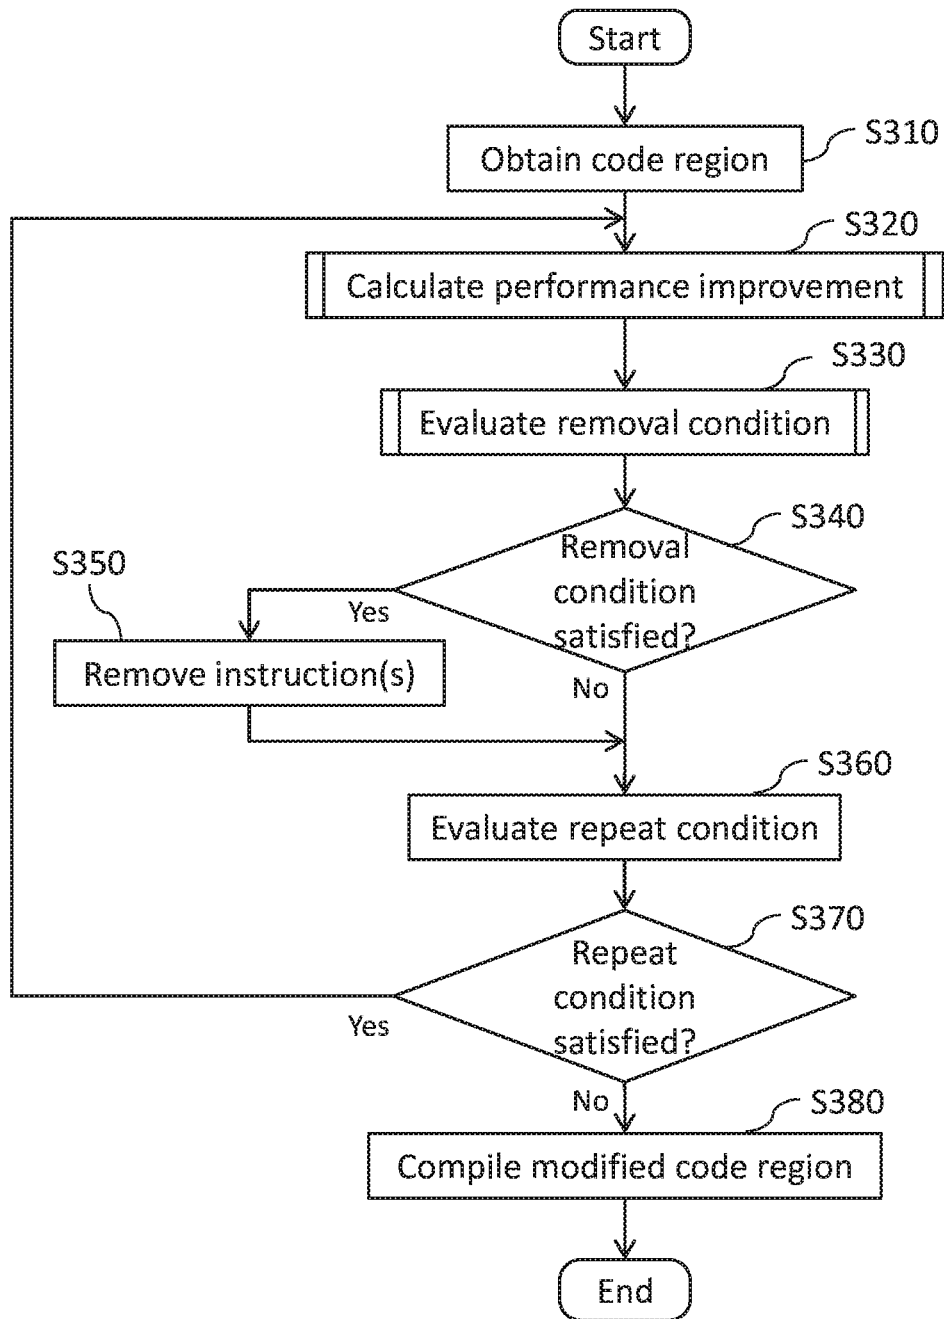 Start
S310
Obtain code region
S320
Calculate performance improvement
S330
Evaluate removal condition
S340
Removal
condition
satisfied?
S350
Yes
Remove instruction(s)
No
S360
Evaluate repeat condition
S370
Repeat
condition
satisfied?
Yes
No
S380
Compile modified code region
End